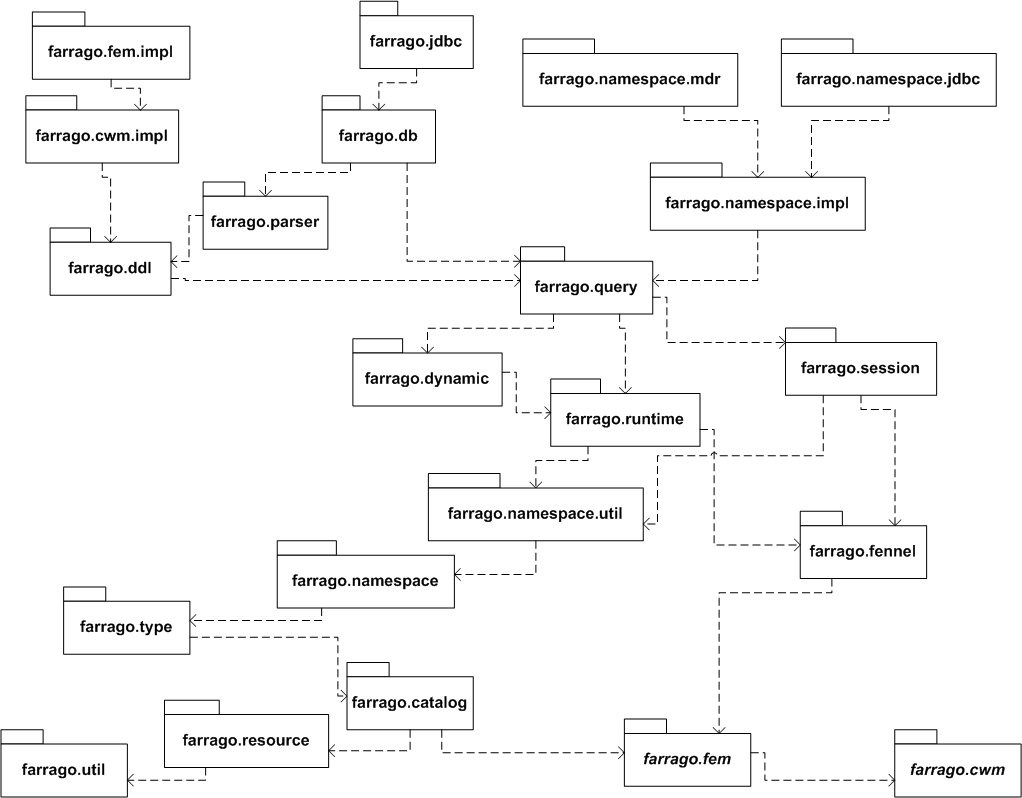 farrago.jdbc
farrago.fem.impl
farrago.namespace.mdr
farrago.namespace.jdbc
farrago.cwm.impl
farrago.db
farrago.namespace.impl
farrago.parser
farrago.ddl
farrago.query
farrago.session
farrago.dynamic
farrago.runtime
farrago.namespace.util
farrago.fennel
farrago.namespace
farrago.type
farrago.catalog
farrago.resource
farrago.fem
farrago.util
farrago.cwm